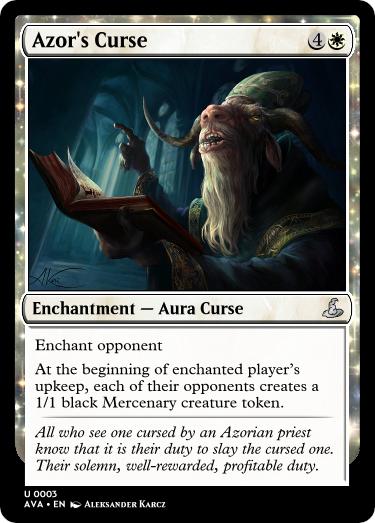 Azor's Curse 4
Enchantment — Aura Curse
Enchant opponent
At the beginning of enchanted player's
upkeep, each of their opponents creates a
1/1 black Mercenary creature token.
All who see one cursed by an Azorian priest
know that it is their duty to slay the cursed one.
Their solemn, well-rewarded, profitable duty.
U 0003
AVA • EN Aleksander Karcz